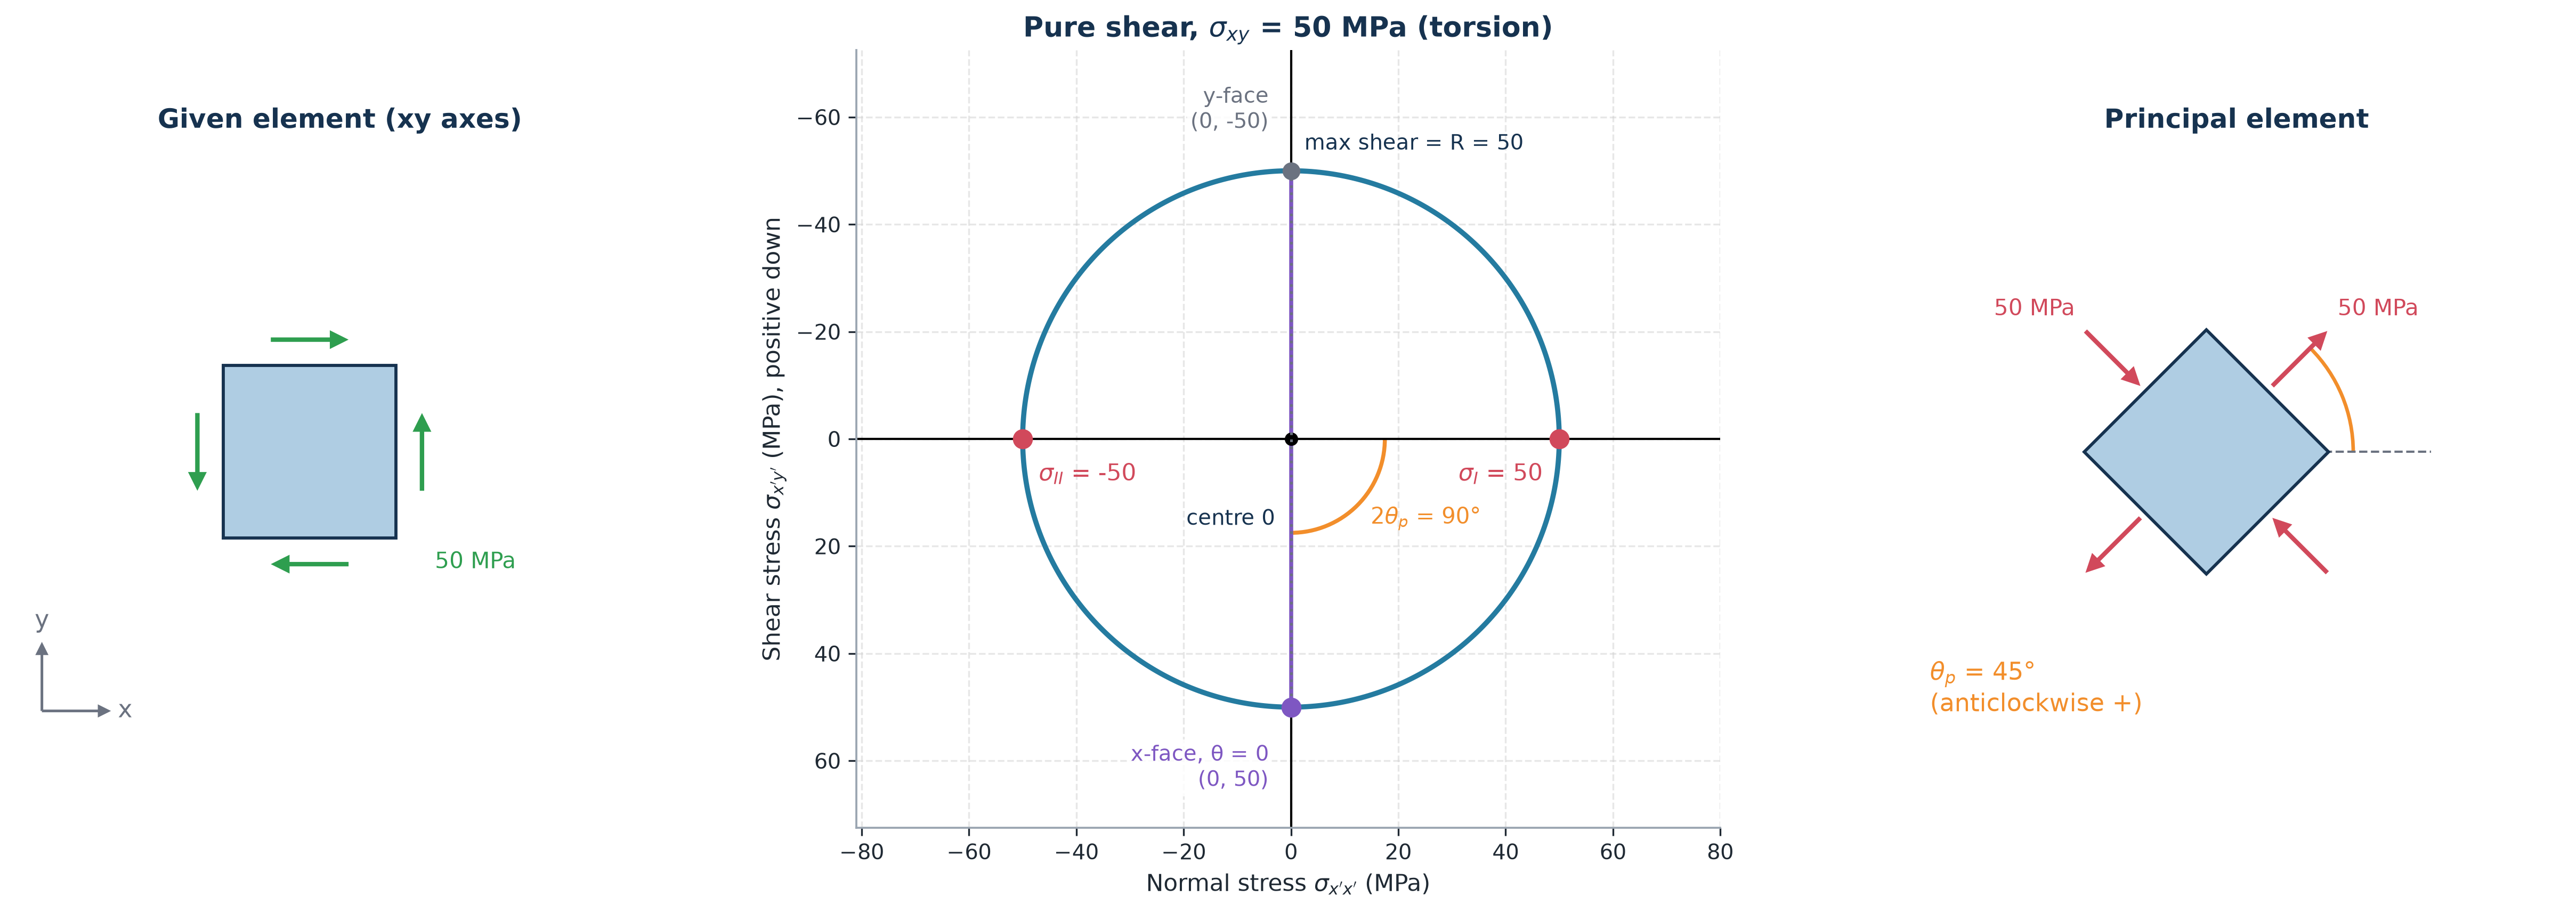 Pure shear, σxy = 50 MPa (torsion)
Given element (xy axes)
50 MPa
y
x
Shear stress σx′y′ (MPa), positive down
−60
−40
−20
0
20
40
60
y-face
(0, -50)
max shear = R = 50
σII = -50
σI = 50
centre 0
2θp = 90°
x-face, θ = 0
(0, 50)
−80
−60
−40
−20
0
20
40
60
80
Normal stress σx′x′ (MPa)
Principal element
50 MPa
50 MPa
θp = 45°
(anticlockwise +)